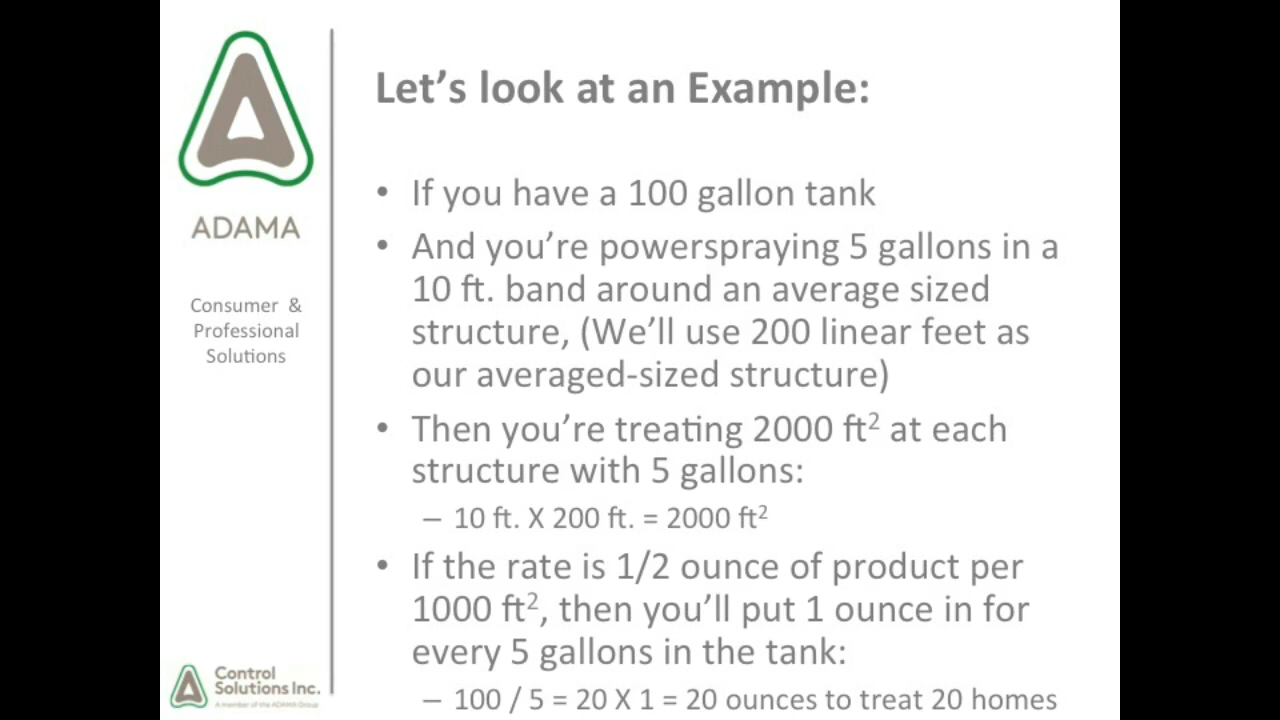 Let’s look at an Example:
ADAMA
Consumer &
Professional
Solutions
• If you have a 100 gallon tank
• And you’re powerspraying 5 gallons in a
10 ft. band around an average sized
structure, (We’ll use 200 linear feet as
our averaged-sized structure)
• Then you’re treating 2000 ft²  at each
structure with 5 gallons:
– 10 ft. X 200 ft. = 2000 ft²
• If the rate is 1/2 ounce of product per
1000 ft², then you’ll put 1 ounce in for
every 5 gallons in the tank:
– 100 / 5 = 20 X 1 = 20 ounces to treat 20 homes
Control
Solutions Inc.
A member of the ADAMA Group